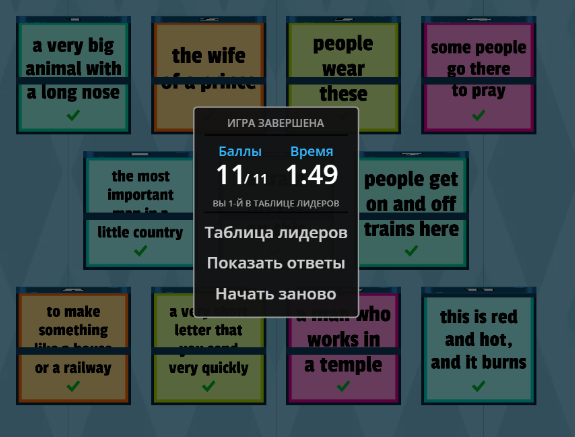 a very big
animal with
a long nose
the wife
of a prince
people
wear
these
some people
go there
to pray
ИГРА ЗАВЕРШЕНА
Баллы
Время
11/ 11
1:49
ВЫ 1-Й В ТАБЛИЦЕ ЛИДЕРОВ
Таблица лидеров
Показать ответы
Начать заново
the most
important
man in a
little country
people get
on and off
trains here
to make
something
like a house
or a railway
a very short
letter that
you send
very quickly
a man who
works in
a temple
this is red
and hot,
and it burns